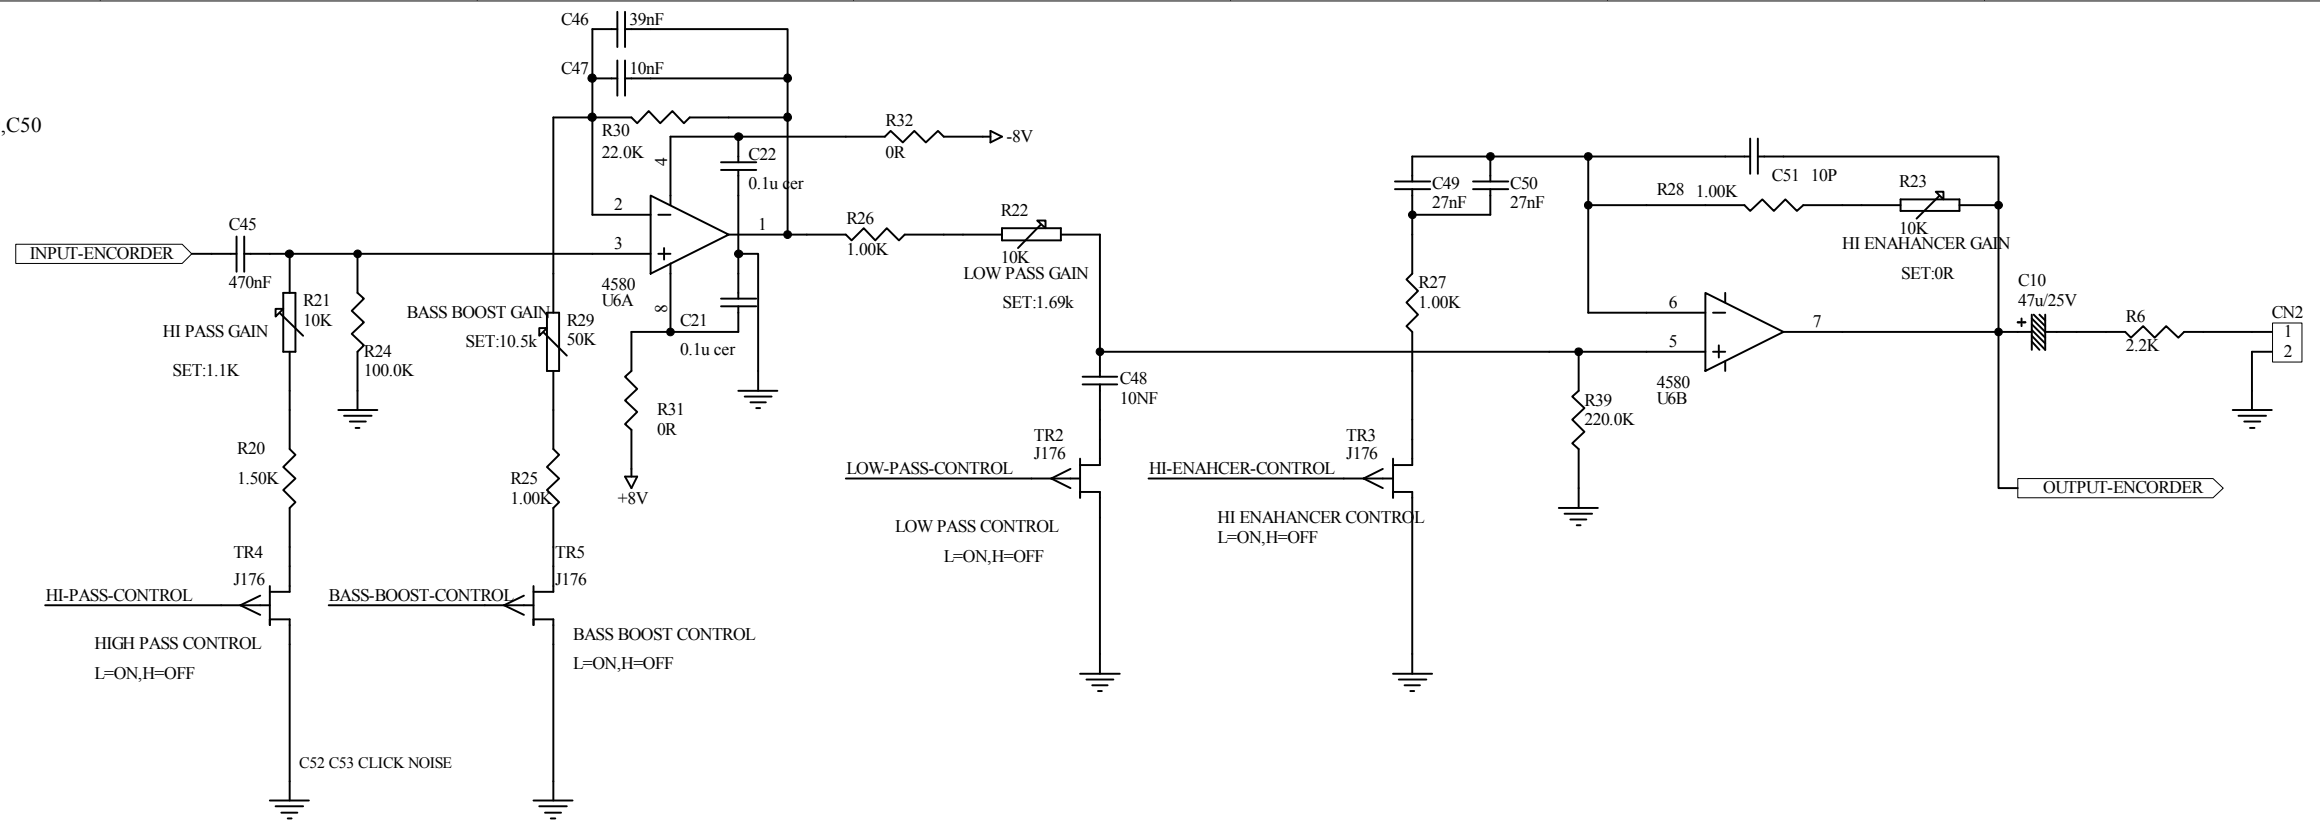 ,C50
C46
39nF
C47
10nF
R30
22.0K
4
C22
0.1u cer
R32
0R
-8V
2
3
1
8
4580
U6A
C21
0.1u cer
R31
0R
+8V
INPUT-ENCORDER
C45
470nF
R21
10K
HI PASS GAIN
SET:1.1K
R24
100.0K
BASS BOOST GAIN
SET:10.5k
R29
50K
R20
1.50K
R25
1.00K
TR4
J176
HI-PASS-CONTROL
HIGH PASS CONTROL
L=ON,H=OFF
TR5
J176
BASS-BOOST-CONTROL
BASS BOOST CONTROL
L=ON,H=OFF
C52 C53 CLICK NOISE
R26
1.00K
R22
10K
LOW PASS GAIN
SET:1.69k
C48
10NF
TR2
J176
LOW-PASS-CONTROL
LOW PASS CONTROL
L=ON,H=OFF
C49
27nF
C50
27nF
R27
1.00K
TR3
J176
HI-ENAHCER-CONTROL
HI ENAHANCER CONTROL
L=ON,H=OFF
C51 10P
R28 1.00K
R23
10K
HI ENAHANCER GAIN
SET:0R
6
5
7
4580
U6B
R39
220.0K
C10
47u/25V
+
R6
2.2K
CN2
1
2
OUTPUT-ENCORDER